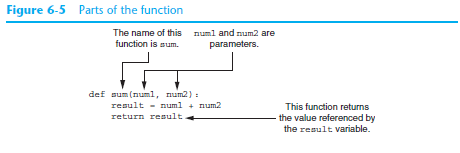 Figure 6-5 Parts of the function
The name of this
function is sum.
num1 and num2 are
parameters.
def sum(num1, num2):
result = num1 + num2
return result
This function returns
the value referenced by
the result variable.